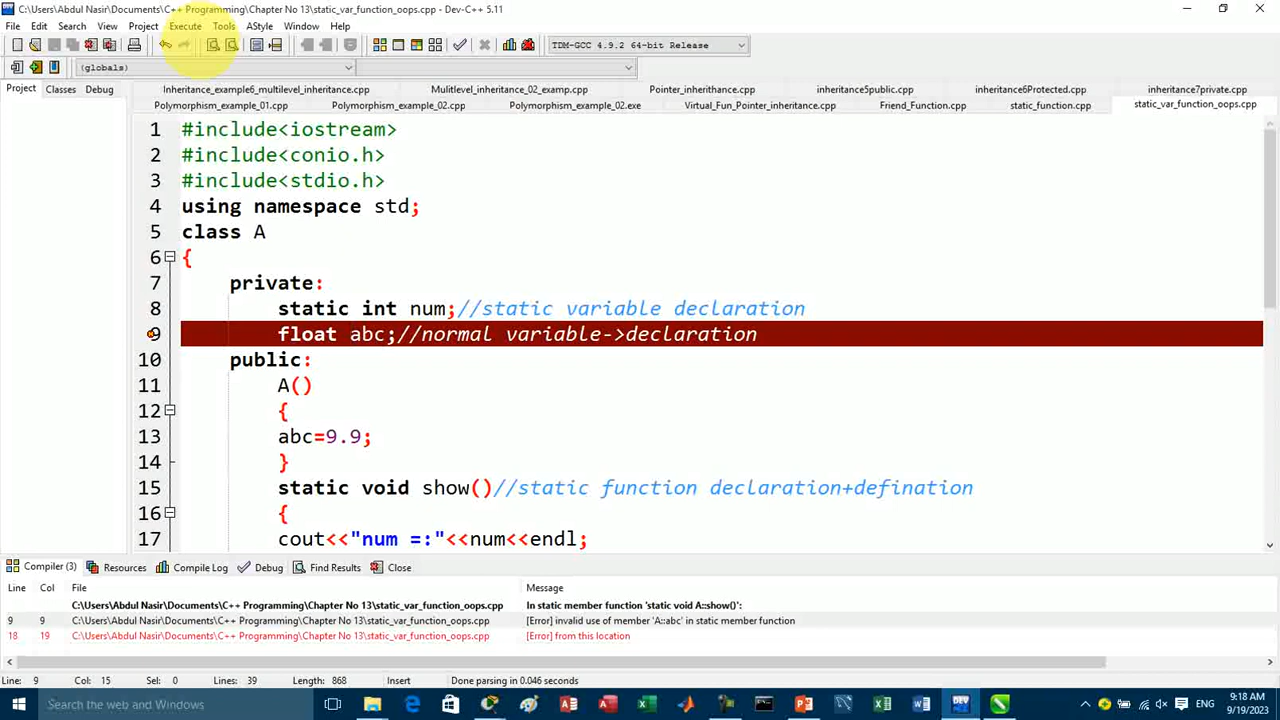 C:\Users\Abdul Nasir\Documents\C++ Programming\Chapter No 13\static_var_function_oops.cpp - Dev-C++ 5.11
File Edit Search View Project Execute Tools AStyle Window Help
TDM-GCC 4.9.2 64-bit Release
(globals)
Project Classes Debug
Inheritance_example6_multilevel_inheritance.cpp Mulitlevel_inheritance_02_examp.cpp Pointer_inherithance.cpp inheritance5public.cpp inheritance6Protected.cpp inheritance7private.cpp
Polymorphism_example_01.cpp Polymorphism_example_02.cpp Polymorphism_example_02.exe Virtual_Fun_Pointer_inheritance.cpp Friend_Function.cpp static_function.cpp static_var_function_oops.cpp
1 #include<iostream>
2 #include<conio.h>
3 #include<stdio.h>
4 using namespace std;
5 class A
6 {
7 private:
8 static int num;//static variable declaration
9 float abc;//normal variable->declaration
10 public:
11 A()
12 {
13 abc=9.9;
14 }
15 static void show()//static function declaration+defination
16 {
17 cout<<"num =:"<<num<<endl;
Compiler (3) Resources Compile Log Debug Find Results Close
Line Col File Message
C:\Users\Abdul Nasir\Documents\C++ Programming\Chapter No 13\static_var_function_oops.cpp In static member function 'static void A::show()':
9 9 C:\Users\Abdul Nasir\Documents\C++ Programming\Chapter No 13\static_var_function_oops.cpp [Error] invalid use of member 'A::abc' in static member function
18 19 C:\Users\Abdul Nasir\Documents\C++ Programming\Chapter No 13\static_var_function_oops.cpp [Error] from this location
Line: 9 Col: 15 Sel: 0 Lines: 39 Length: 868 Insert Done parsing in 0.046 seconds
Search the web and Windows
ENG
9:18 AM
9/19/2023